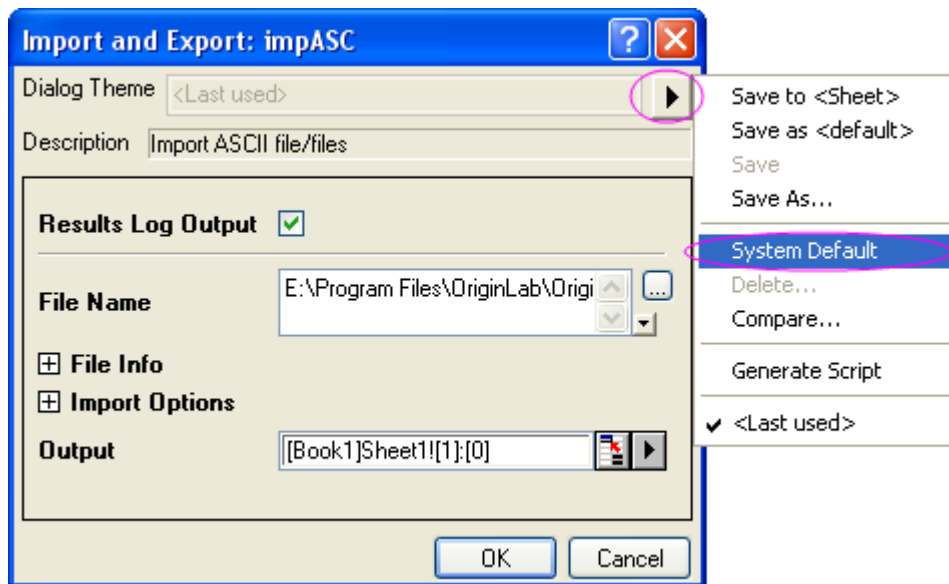 Import and Export: impASC
Dialog Theme <Last used>
Description Import ASCII file/files
Results Log Output
File Name E:\Program Files\OriginLab\Origi ...
File Info
Import Options
Output [Book1]Sheet1![1]:[0]
OK Cancel
Save to <Sheet>
Save as <default>
Save
Save As...
System Default
Delete...
Compare...
Generate Script
<Last used>